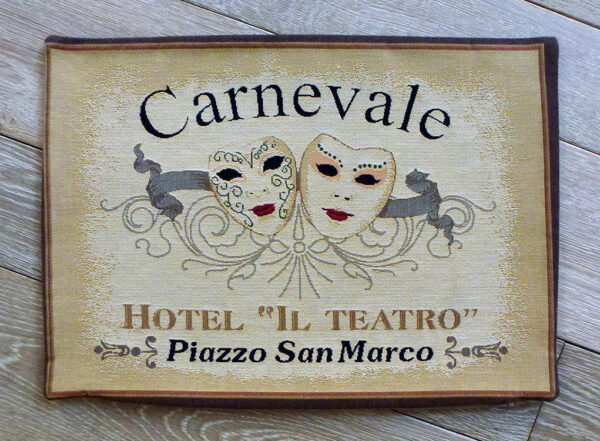 Carnevale
HOTEL "IL TEATRO"
Piazzo San Marco